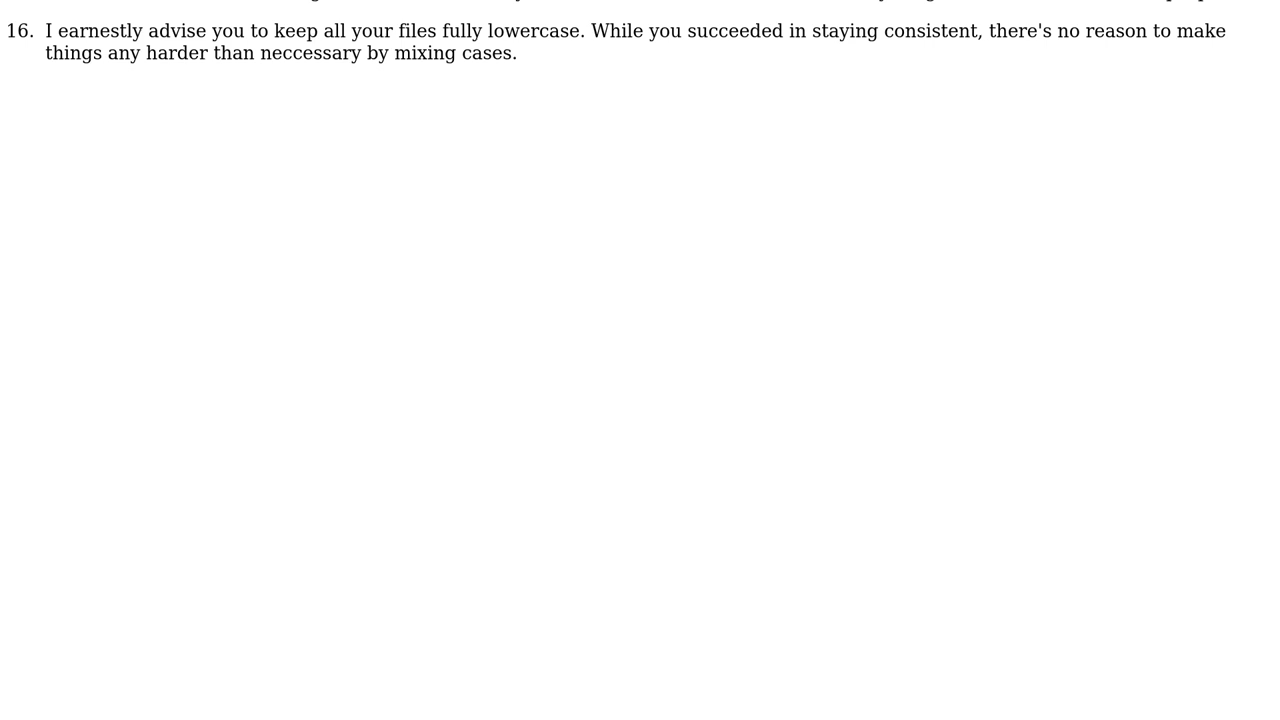 16. I earnestly advise you to keep all your files fully lowercase. While you succeeded in staying consistent, there's no reason to make
things any harder than neccessary by mixing cases.